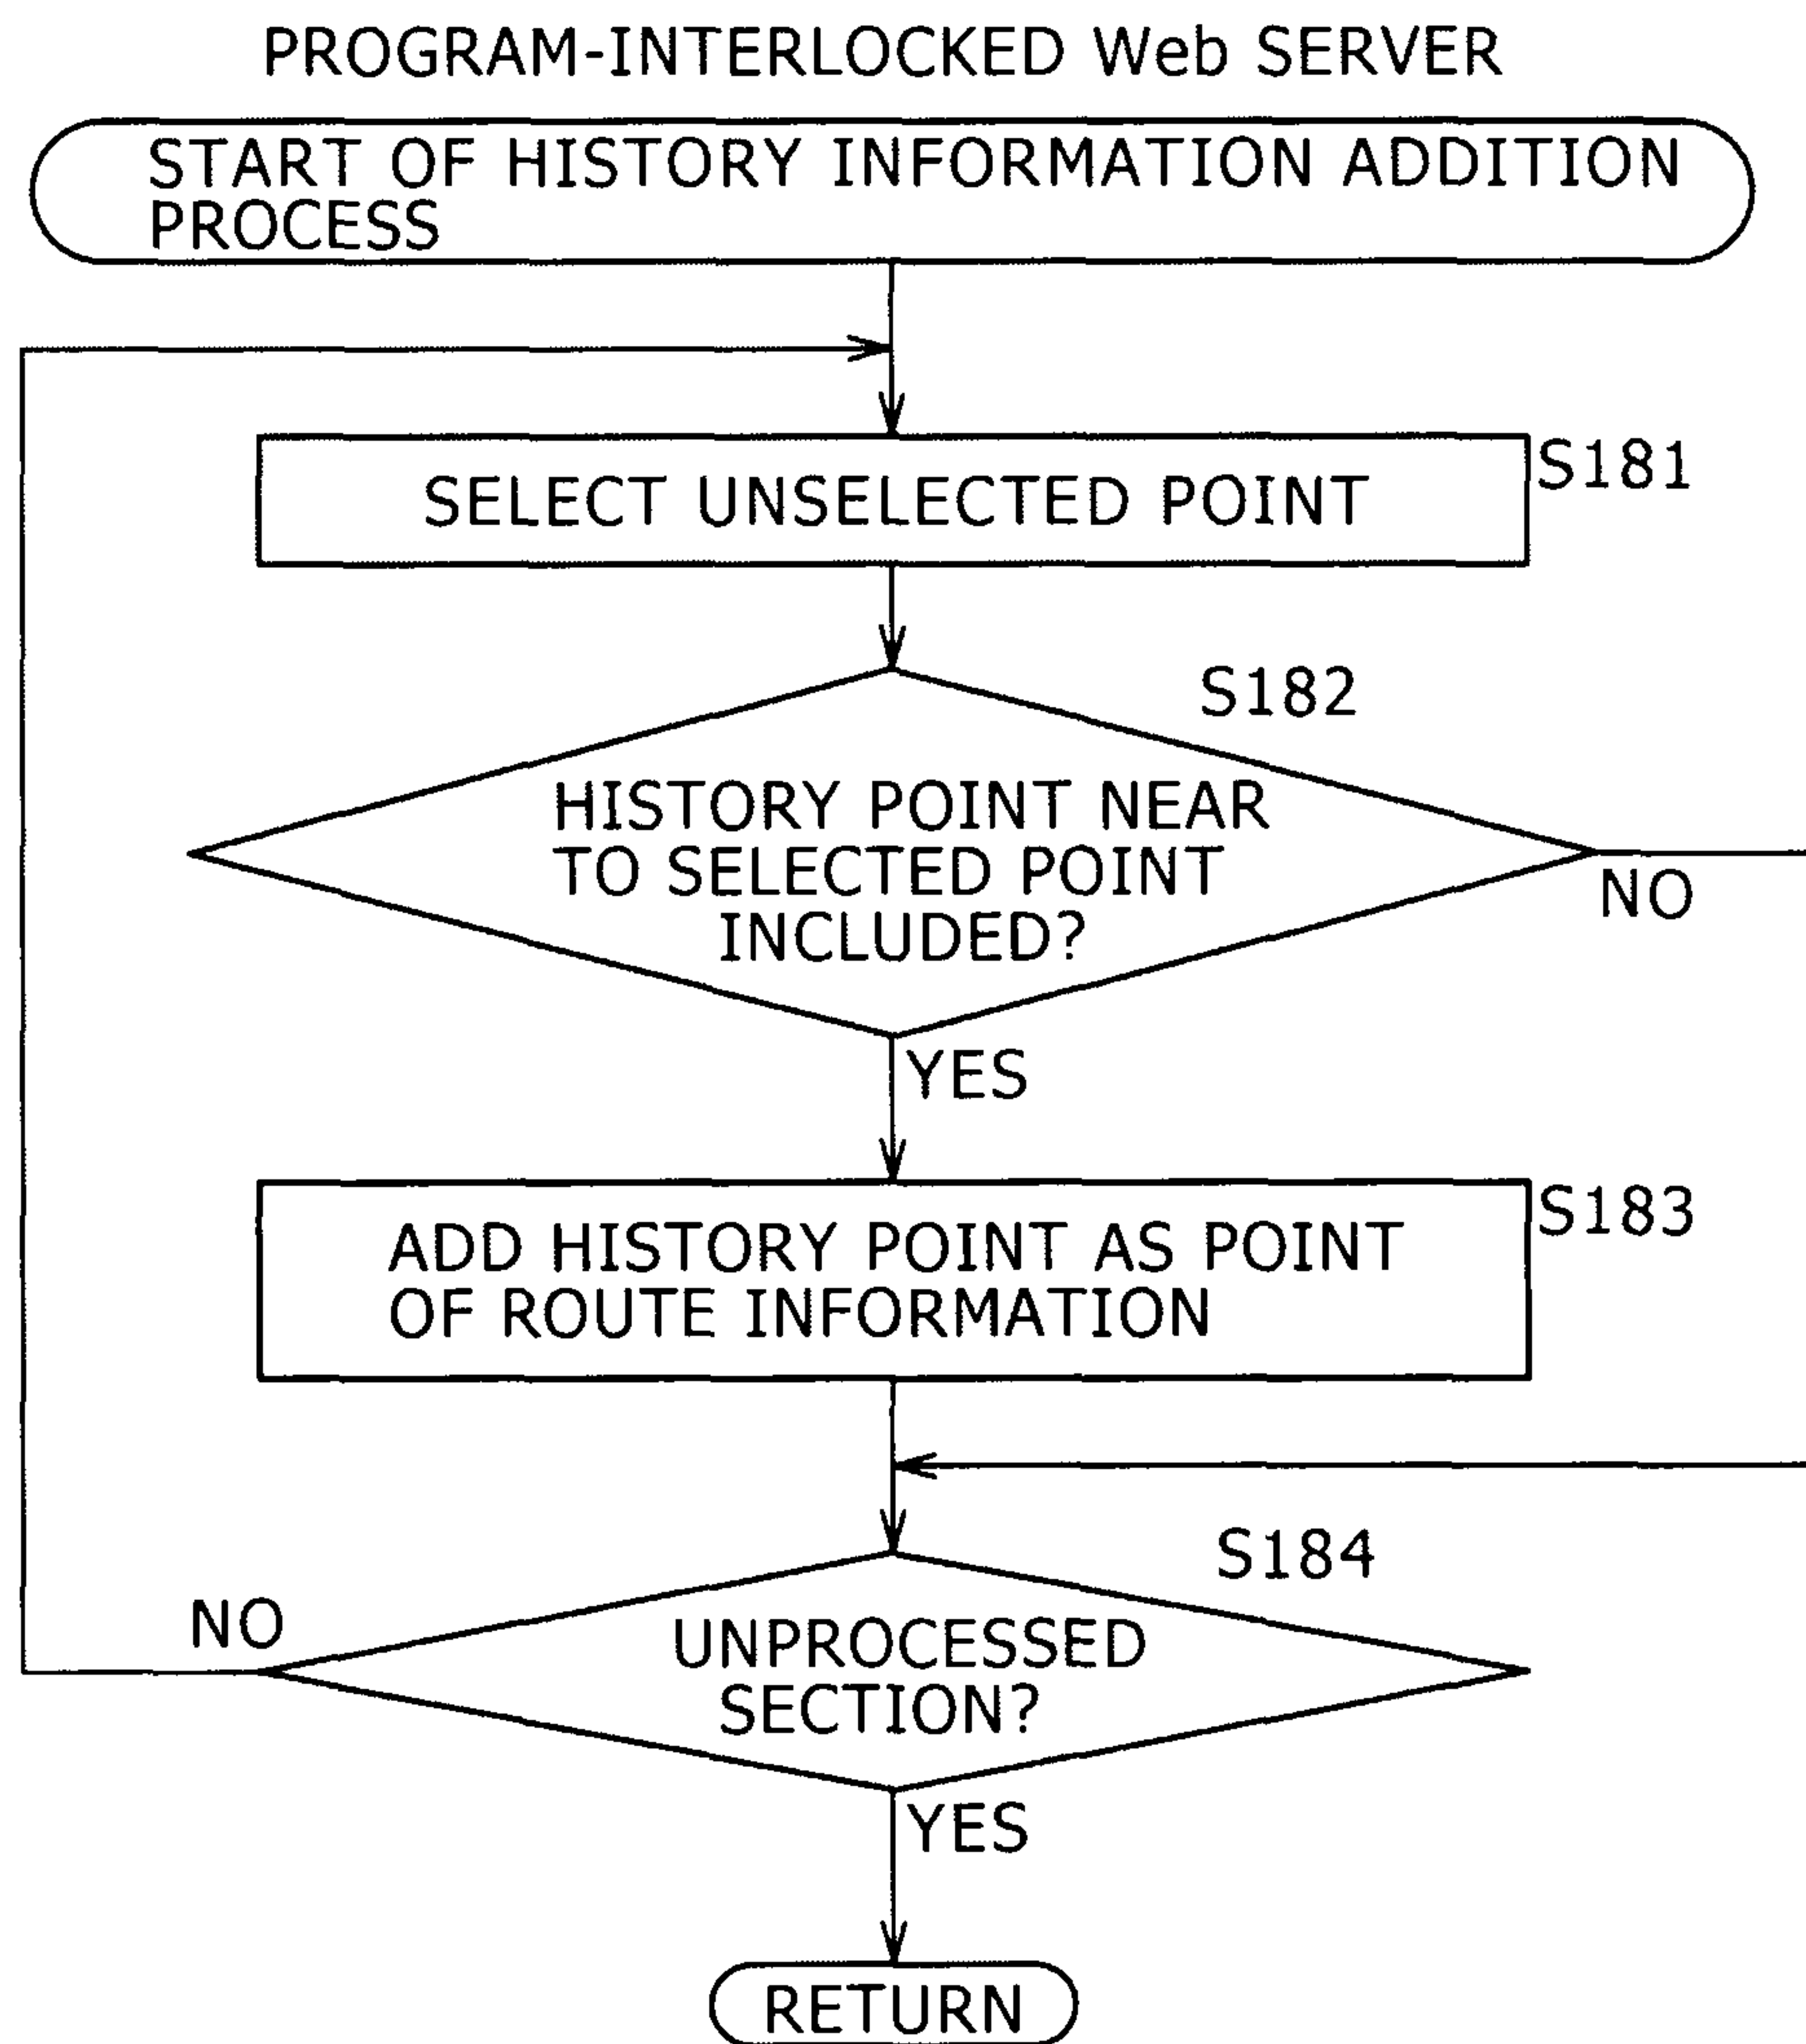 PROGRAM-INTERLOCKED Web SERVER
START OF HISTORY INFORMATION ADDITION
PROCESS
SELECT UNSELECTED POINT
S181
S182
HISTORY POINT NEAR
TO SELECTED POINT
INCLUDED?
NO
YES
S183
ADD HISTORY POINT AS POINT
OF ROUTE INFORMATION
S184
NO
UNPROCESSED
SECTION?
YES
RETURN